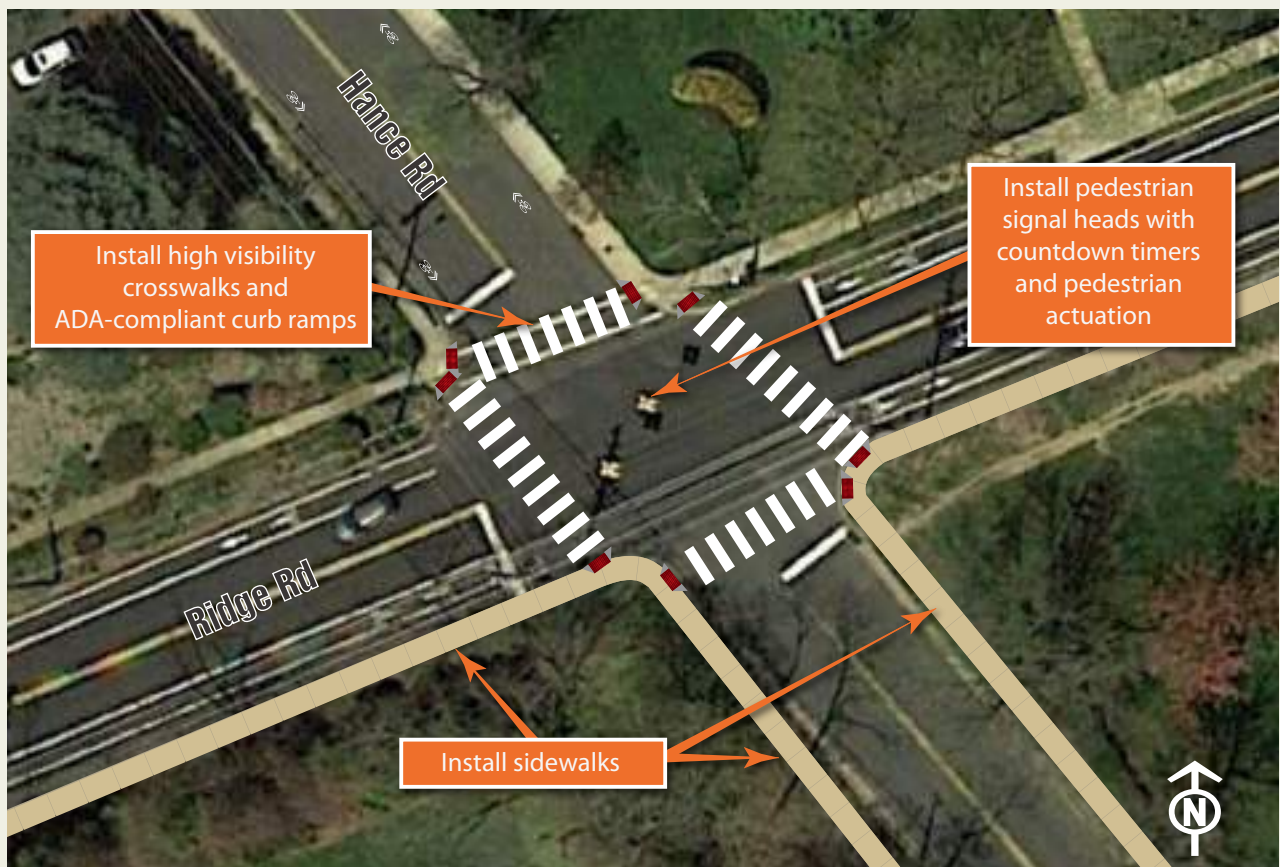 Hance Rd
Install high visibility
crosswalks and
ADA-compliant curb ramps
Install pedestrian
signal heads with
countdown timers
and pedestrian
actuation
Ridge Rd
Install sidewalks
N